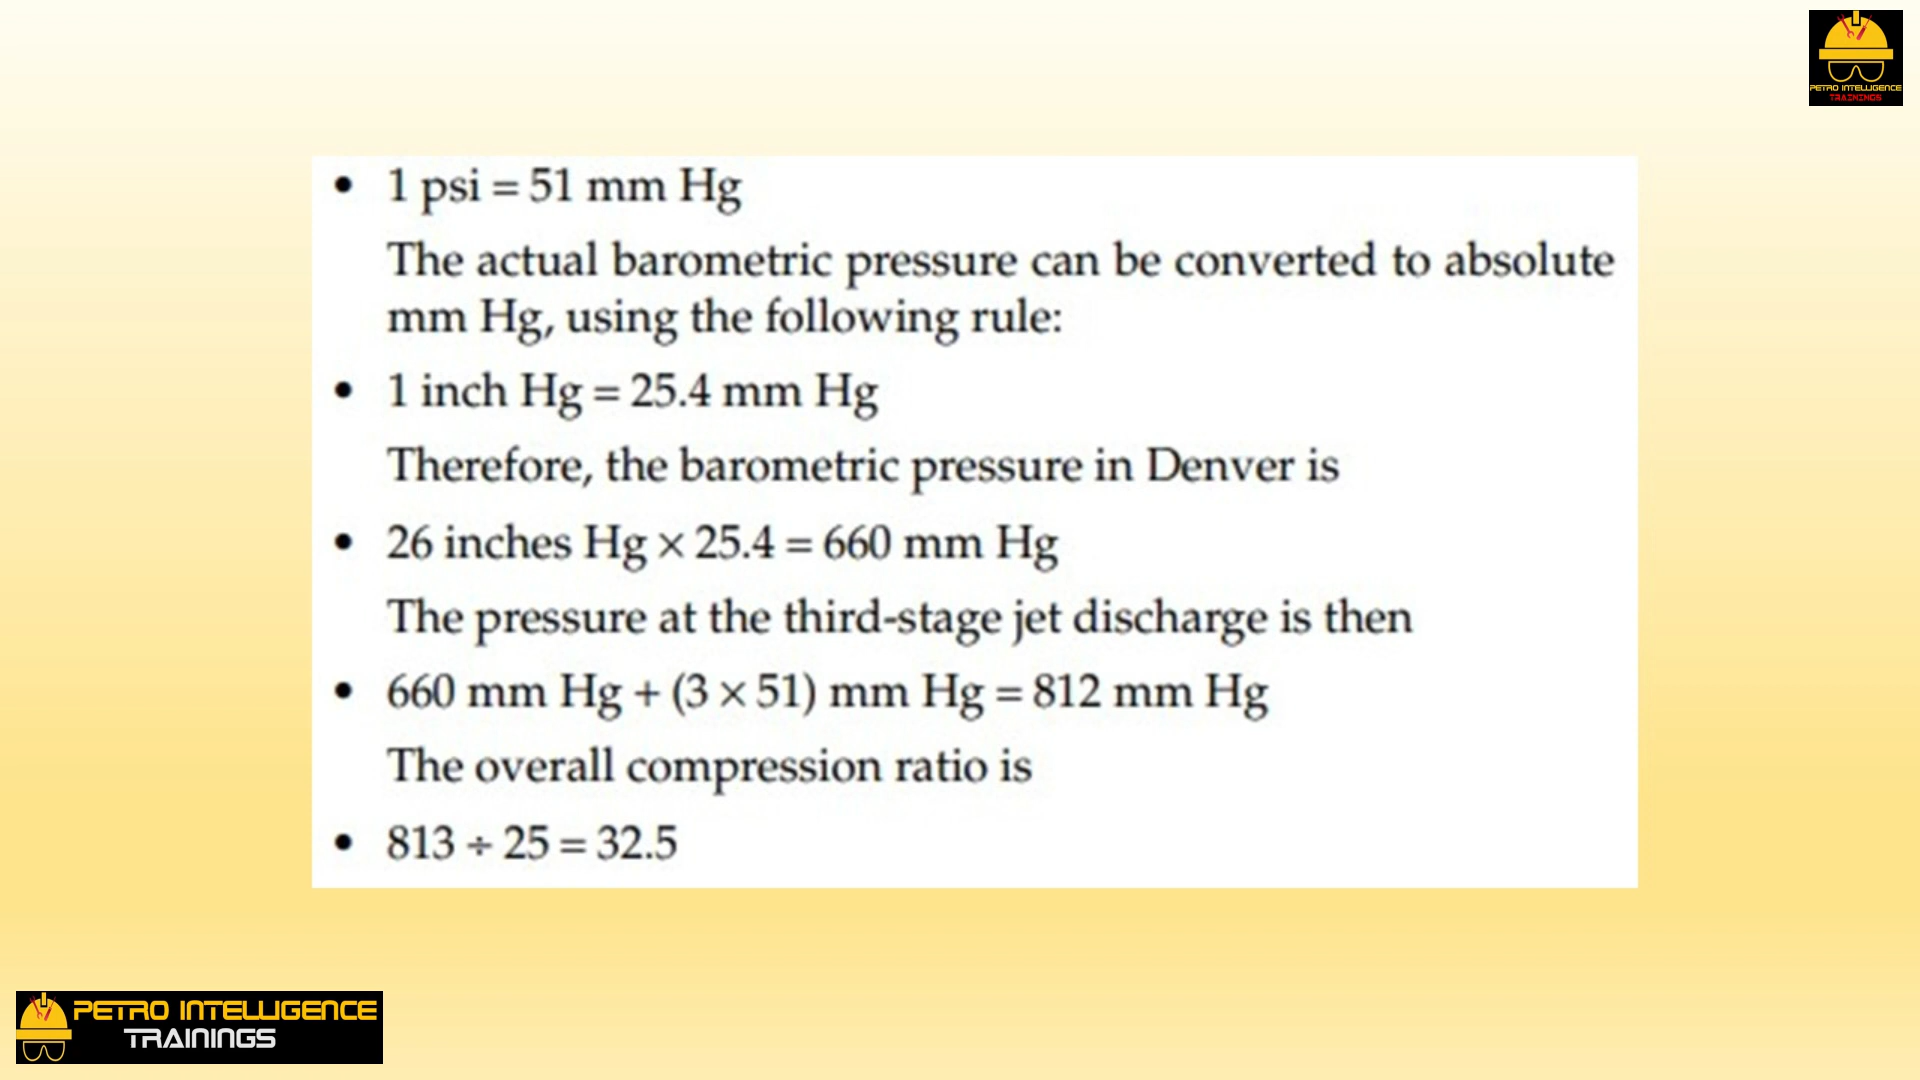 PETRO INTELLIGENCE
TRAININGS
• 1 psi = 51 mm Hg
The actual barometric pressure can be converted to absolute
mm Hg, using the following rule:
• 1 inch Hg = 25.4 mm Hg
Therefore, the barometric pressure in Denver is
• 26 inches Hg × 25.4 = 660 mm Hg
The pressure at the third-stage jet discharge is then
• 660 mm Hg + (3 × 51) mm Hg = 812 mm Hg
The overall compression ratio is
• 813 ÷ 25 = 32.5
PETRO INTELLIGENCE
TRAININGS